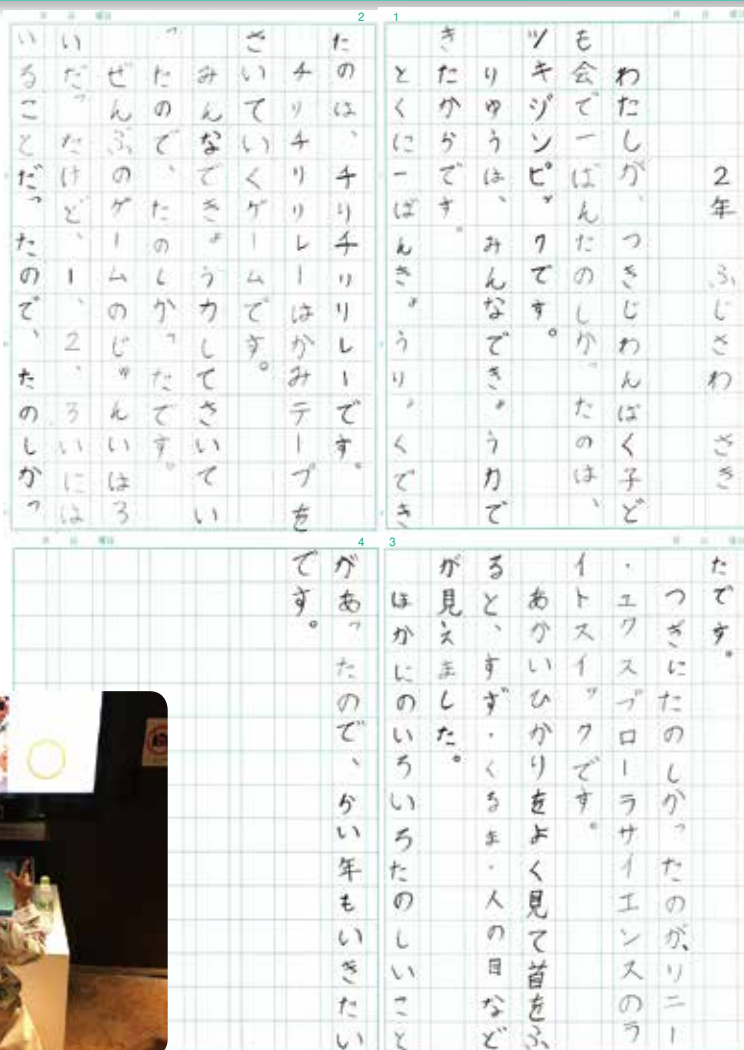 1
2年 ふじさわ さき
わたしが、つきじわんぱく子ど
も会で一ばんたのしかったのは、
ツキジンピックです。
りゆうは、みんなできょう力で
きたからです。
とくに一ばんきょうりょくでき
2
たのは、チリチリリレーです。
チリチリリレーはかみテープを
さいていくゲームです。
みんなできょう力してさいてい
ったので、たのしかったです。
ぜんぶのゲームのじゅんいは3
いだったけど、1、2、3いには
いることだったので、たのしかっ
3
たです。
つぎにたのしかったのが、リニー
・エクスプローラサイエンスのラ
イトスイックです。
あかいひかりをよく見て首をふ
ると、すず・くるま・人の目など
が見えました。
ほかにのいろいろたのしいこと
4
があったので、らい年もいきたい
です。